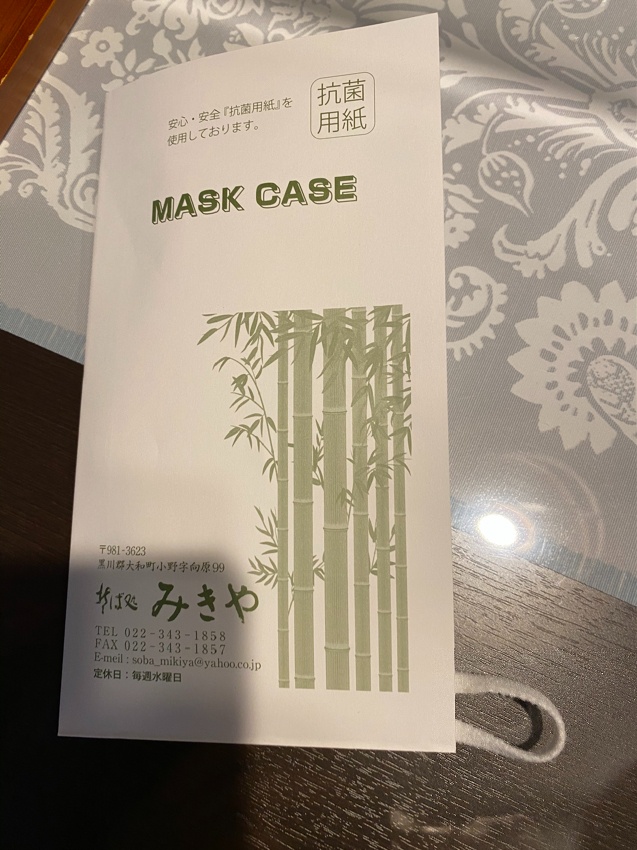 安心・安全『抗菌用紙』を
使用しております。
抗菌
用紙
MASK CASE
〒981-3623
黒川群大和町小野字向原99
そば処 みきや
TEL 022-343-1858
FAX 022-343-1857
E-meil : soba_mikiya@yahoo.co.jp
定休日：毎週水曜日